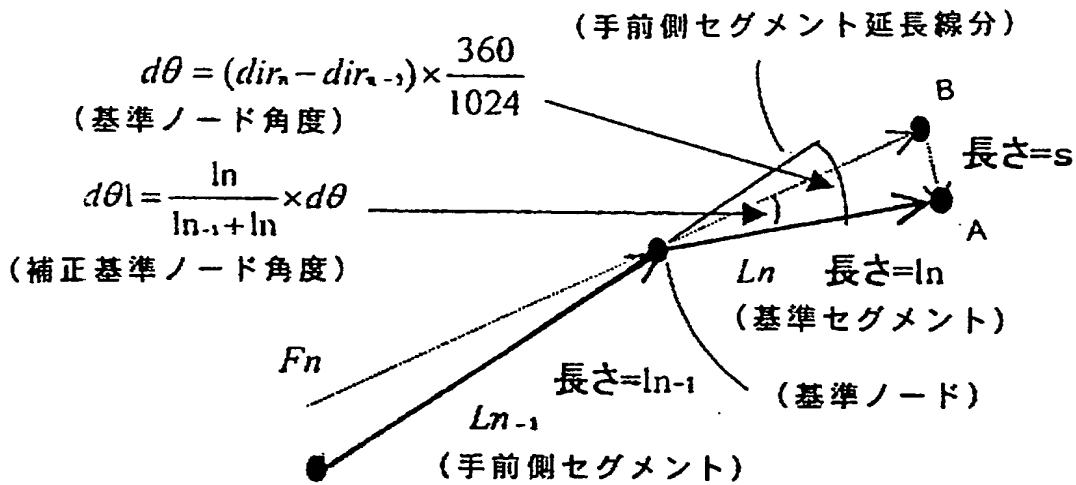 (手前側セグメント延長線分)
dθ = (dirₙ − dirₙ₋₁) × 360/1024
(基準ノード角度)
B
長さ=s
dθ1 = ln/(lnₙ₋₁ + ln) × dθ
(補正基準ノード角度)
A
Ln 長さ=ln
(基準セグメント)
Fn
長さ=ln-1
(基準ノード)
Ln-1
(手前側セグメント)